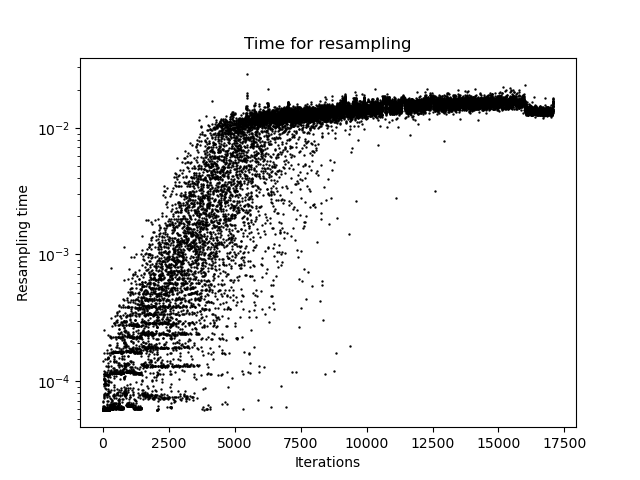 Time for resampling
Resampling time
10⁻²
10⁻³
10⁻⁴
0 2500 5000 7500 10000 12500 15000 17500
Iterations